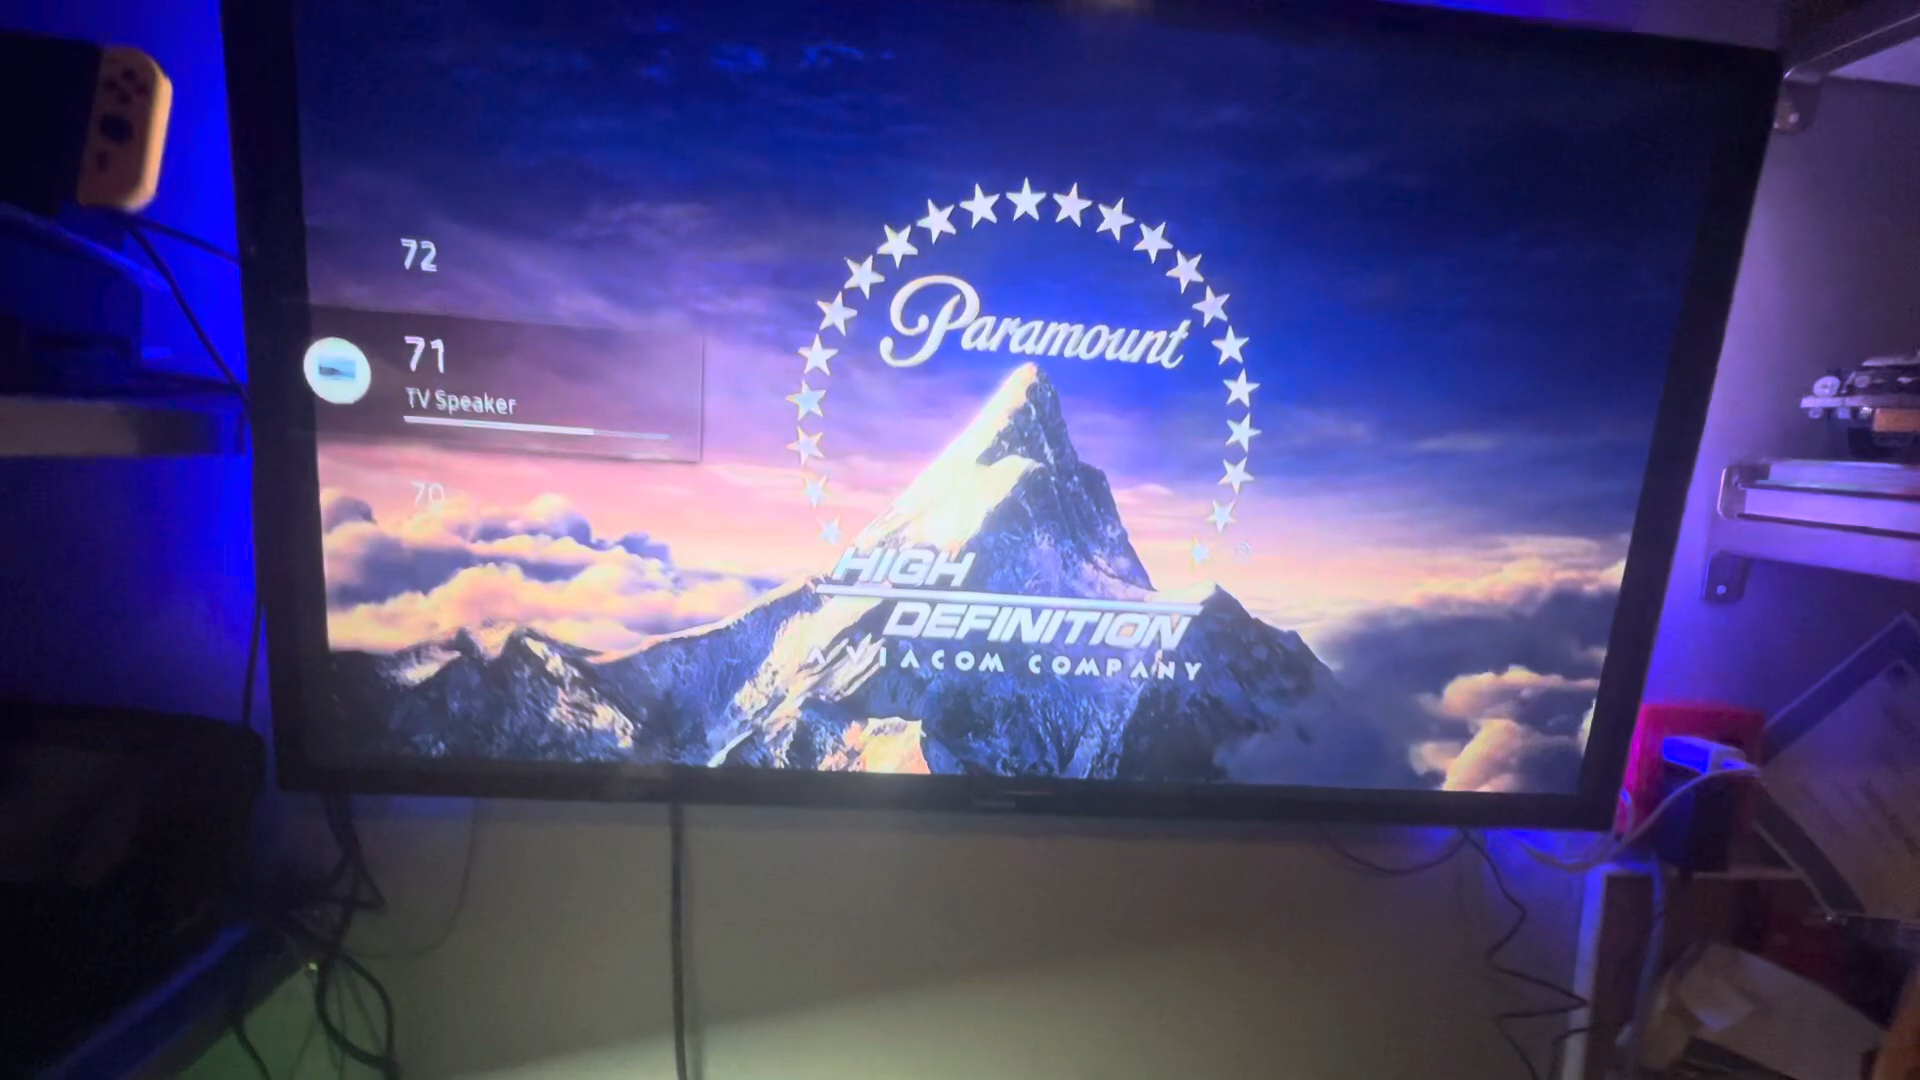 72
71
TV Speaker
70
Paramount
HIGH
DEFINITION
A VIACOM COMPANY